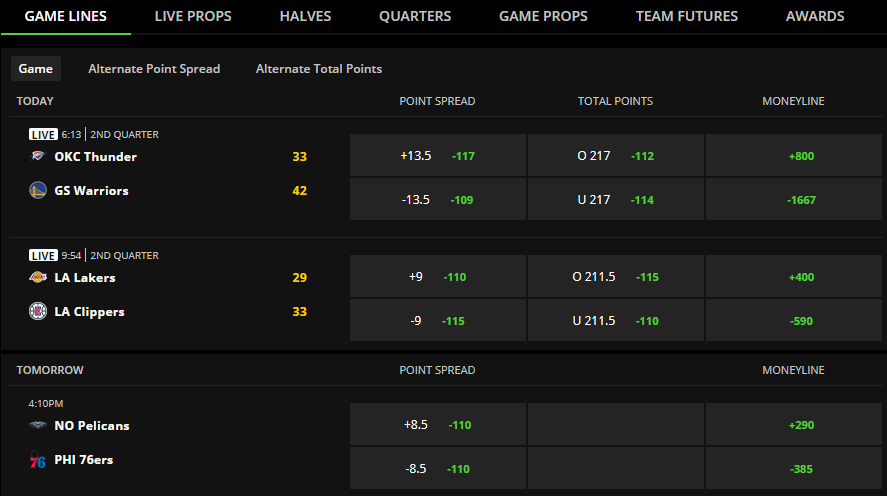 GAME LINES LIVE PROPS HALVES QUARTERS GAME PROPS TEAM FUTURES AWARDS
Game Alternate Point Spread Alternate Total Points
TODAY POINT SPREAD TOTAL POINTS MONEYLINE
LIVE 6:13 | 2ND QUARTER
OKC Thunder 33 +13.5 -117 O 217 -112 +800
GS Warriors 42 -13.5 -109 U 217 -114 -1667
LIVE 9:54 | 2ND QUARTER
LA Lakers 29 +9 -110 O 211.5 -115 +400
LA Clippers 33 -9 -115 U 211.5 -110 -590
TOMORROW POINT SPREAD MONEYLINE
4:10PM
NO Pelicans +8.5 -110 +290
76 PHI 76ers -8.5 -110 -385